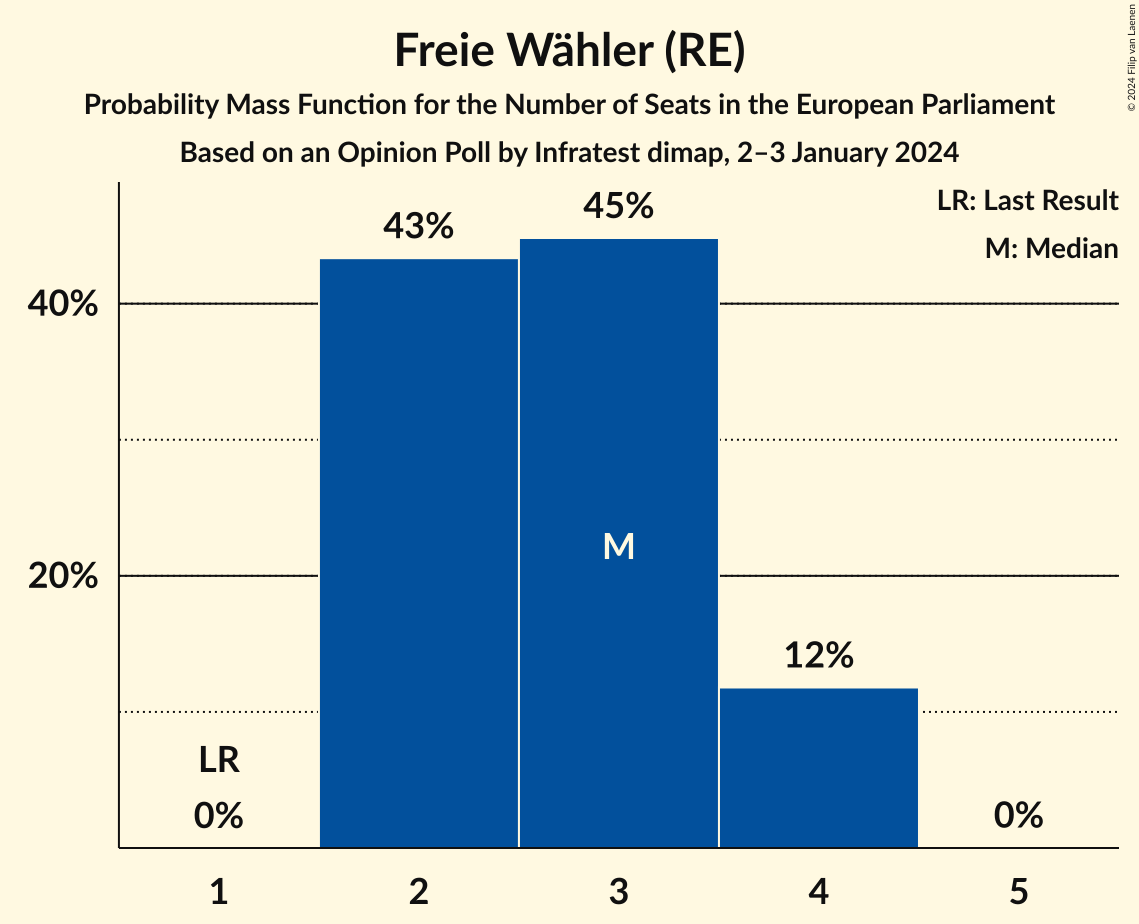 Freie Wähler (RE)
Probability Mass Function for the Number of Seats in the European Parliament
Based on an Opinion Poll by Infratest dimap, 2–3 January 2024
© 2024 Filip van Laenen
LR: Last Result
M: Median
43%
45%
40%
M
20%
12%
LR
0%
0%
1
2
3
4
5